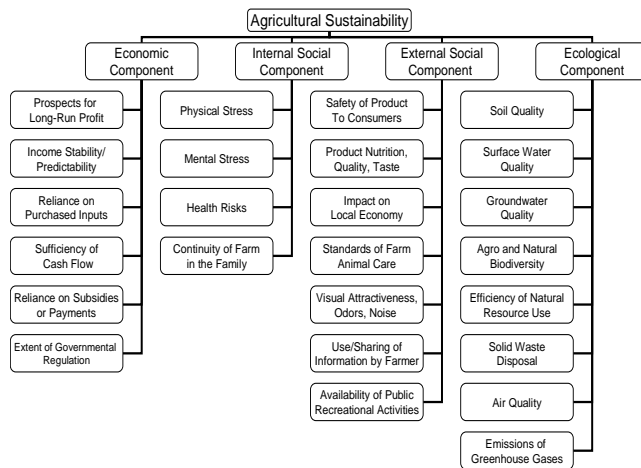 Agricultural Sustainability
Economic
Component
Internal Social
Component
External Social
Component
Ecological
Component
Prospects for
Long-Run Profit
Income Stability/
Predictability
Reliance on
Purchased Inputs
Sufficiency of
Cash Flow
Reliance on Subsidies
or Payments
Extent of Governmental
Regulation
Physical Stress
Mental Stress
Health Risks
Continuity of Farm
in the Family
Safety of Product
To Consumers
Product Nutrition,
Quality, Taste
Impact on
Local Economy
Standards of Farm
Animal Care
Visual Attractiveness,
Odors, Noise
Use/Sharing of
Information by Farmer
Availability of Public
Recreational Activities
Soil Quality
Surface Water
Quality
Groundwater
Quality
Agro and Natural
Biodiversity
Efficiency of Natural
Resource Use
Solid Waste
Disposal
Air Quality
Emissions of
Greenhouse Gases